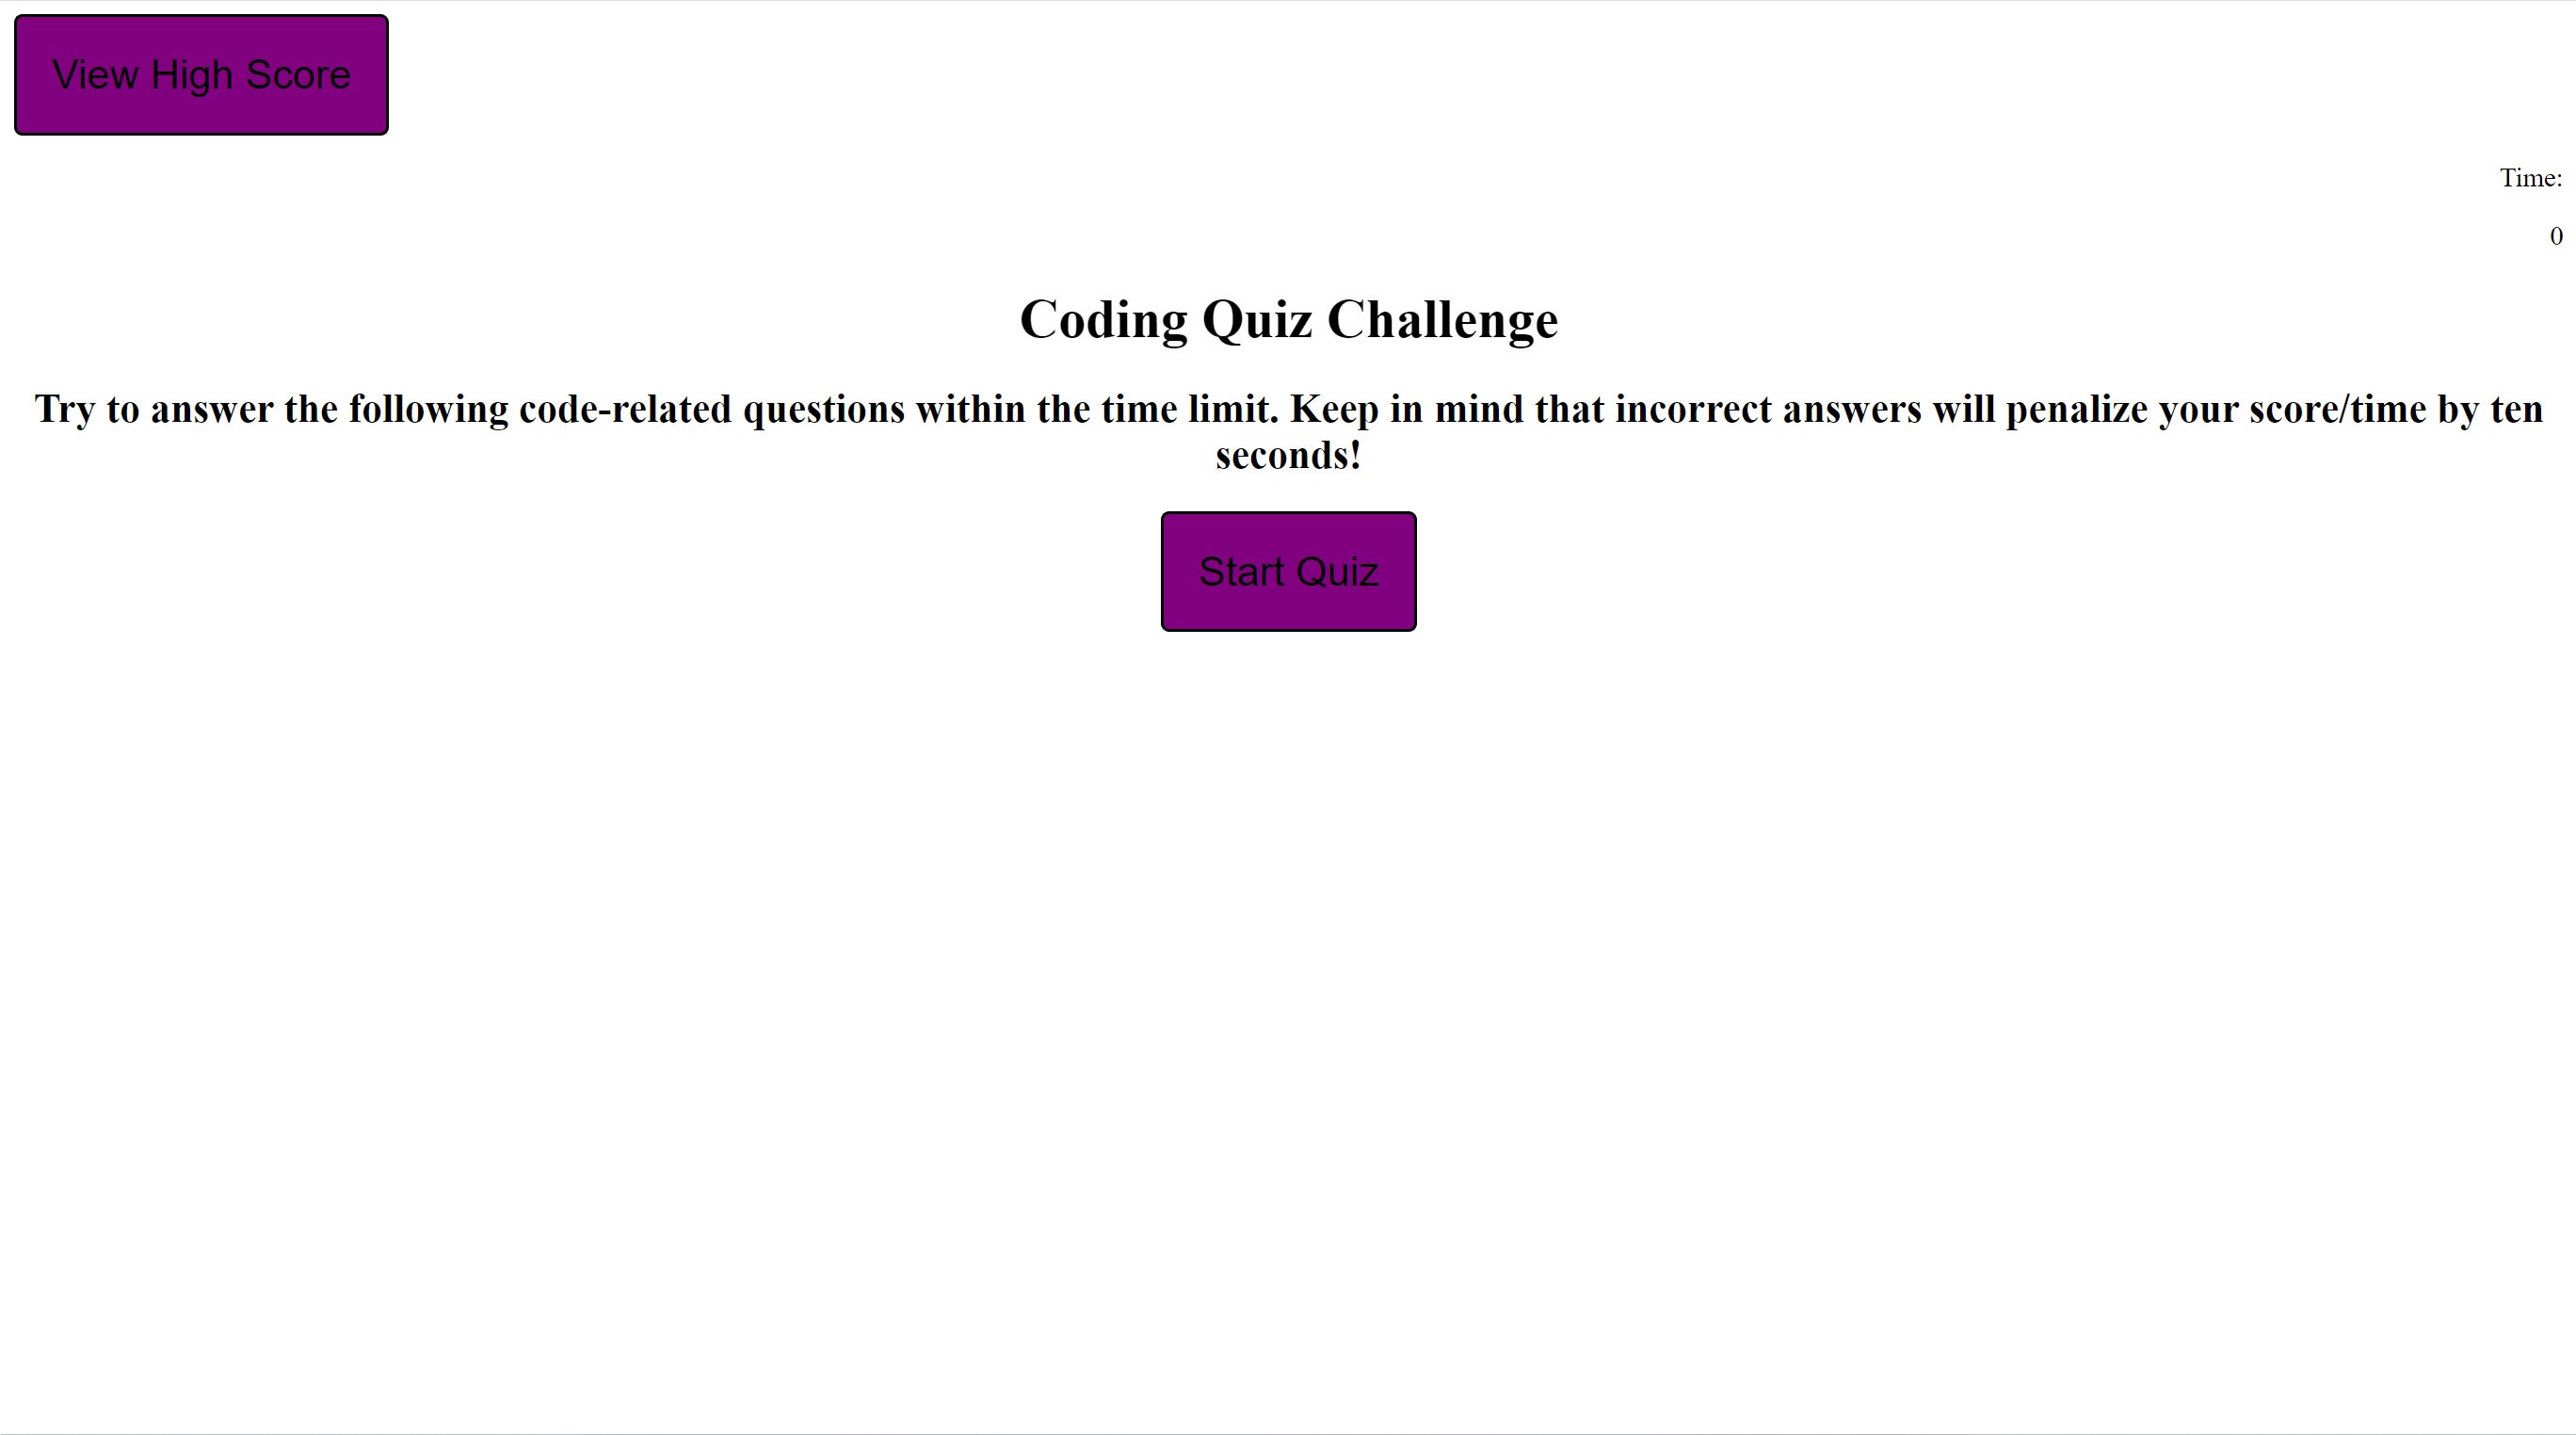 View High Score
Time:
0
Coding Quiz Challenge
Try to answer the following code-related questions within the time limit. Keep in mind that incorrect answers will penalize your score/time by ten
seconds!
Start Quiz